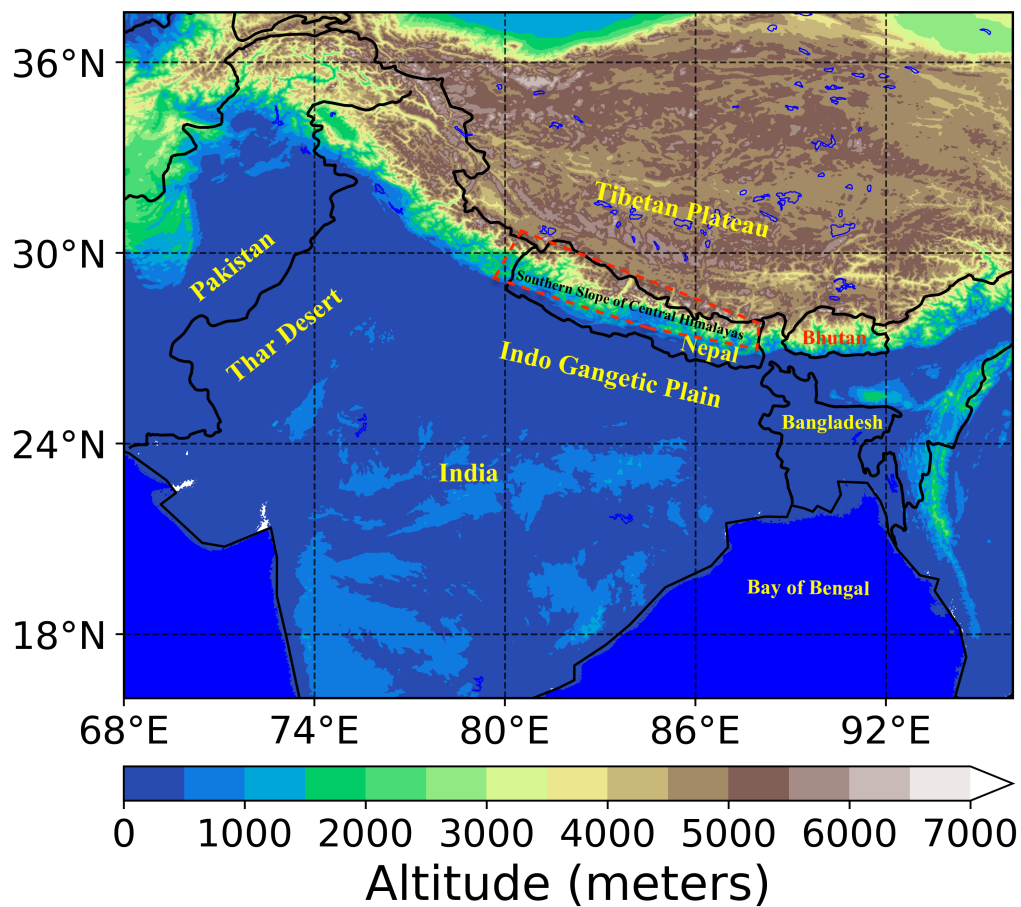 36°N
30°N
24°N
18°N
Tibetan Plateau
Pakistan
Southern Slope of Central Himalayas
Thar Desert
Nepal
Bhutan
Indo Gangetic Plain
Bangladesh
India
Bay of Bengal
68°E 74°E 80°E 86°E 92°E
0 1000 2000 3000 4000 5000 6000 7000
Altitude (meters)